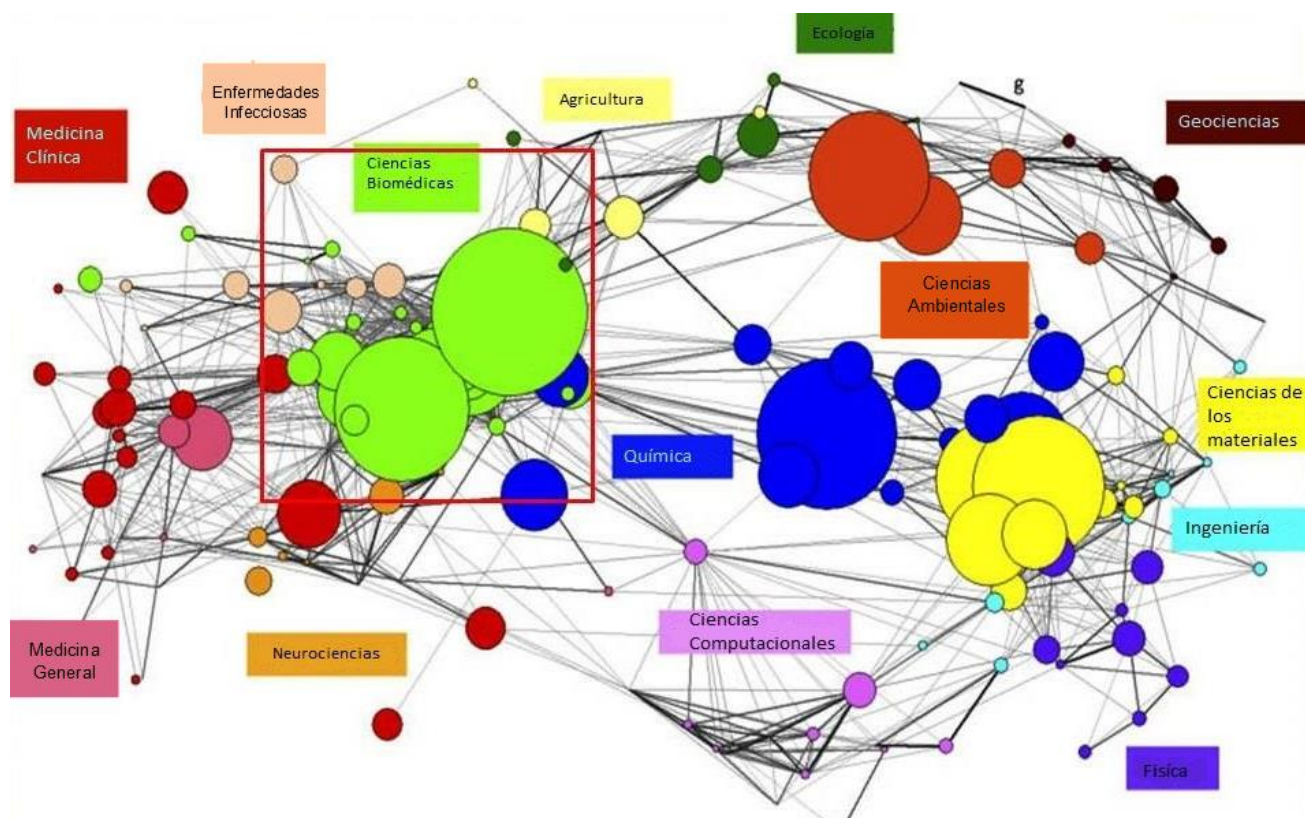 Ecología
g
Enfermedades
Infecciosas
Agricultura
Geociencias
Medicina
Clínica
Ciencias
Biomédicas
Ciencias
Ambientales
Ciencias de
los
materiales
Química
Ingeniería
Ciencias
Computacionales
Medicina
General
Neurociencias
Fisíca